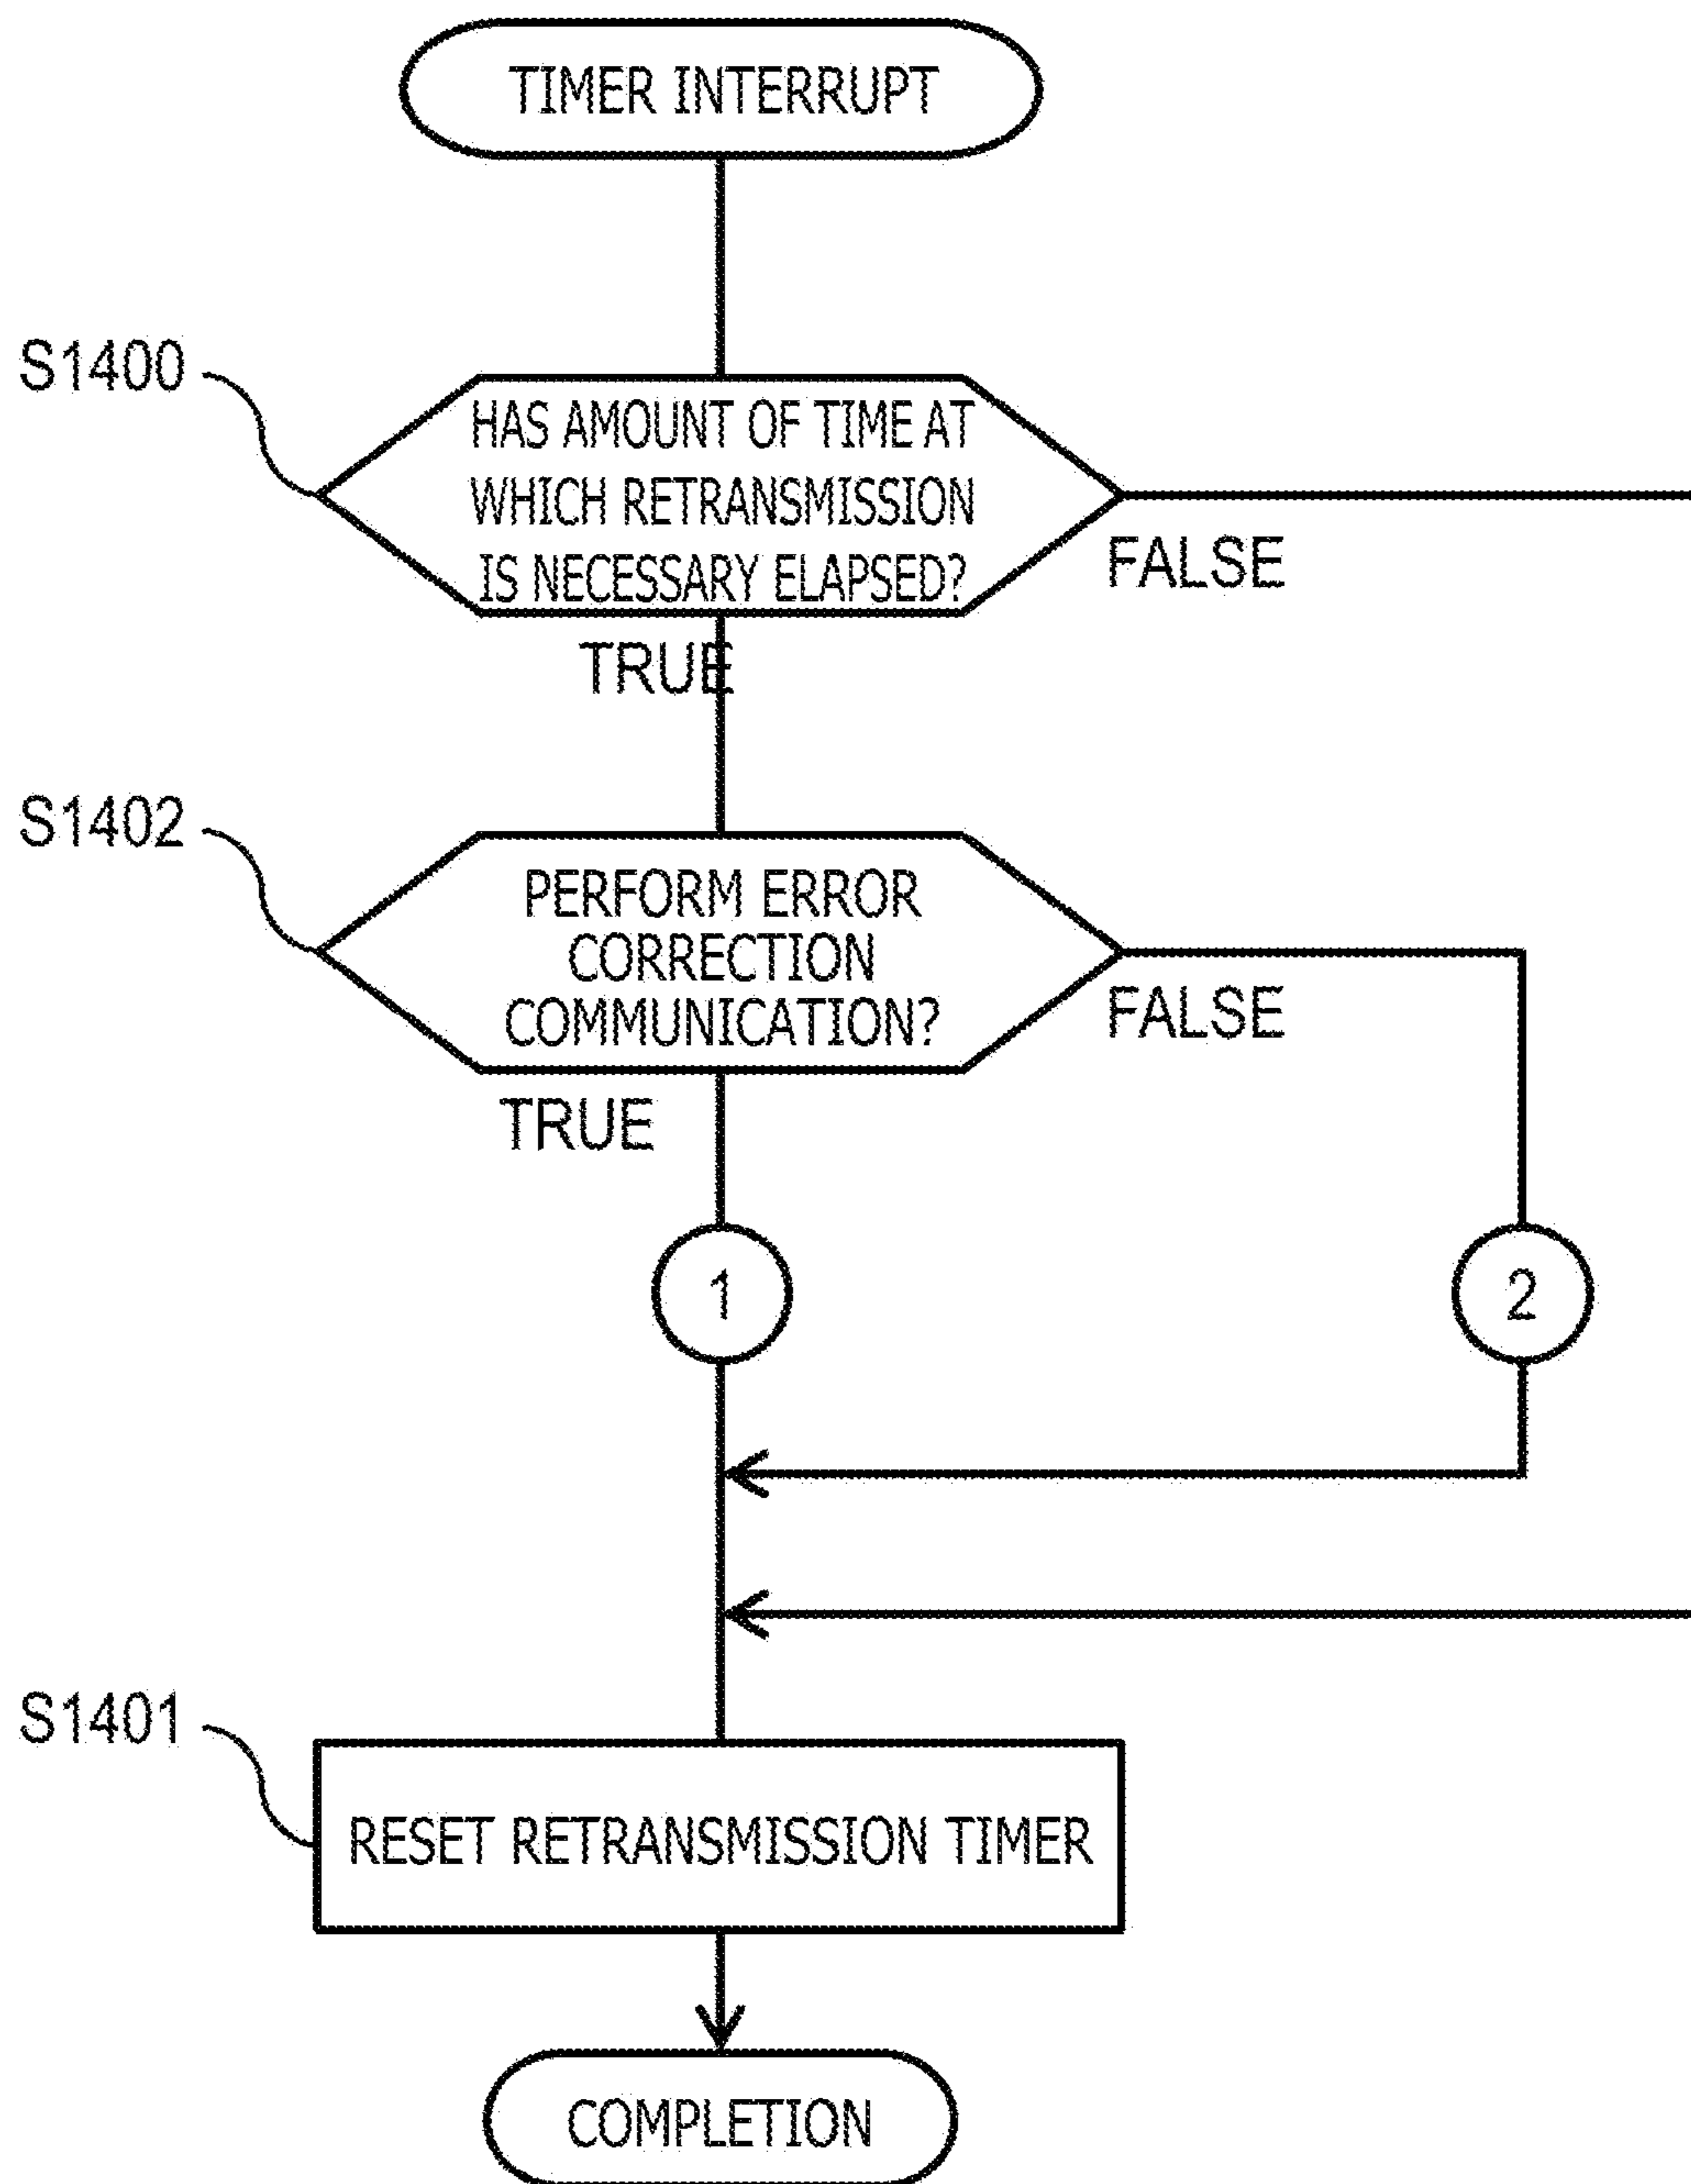 TIMER INTERRUPT
S1400
HAS AMOUNT OF TIME AT
WHICH RETRANSMISSION
IS NECESSARY ELAPSED?
FALSE
TRUE
S1402
PERFORM ERROR
CORRECTION
COMMUNICATION?
FALSE
TRUE
1
2
S1401
RESET RETRANSMISSION TIMER
COMPLETION